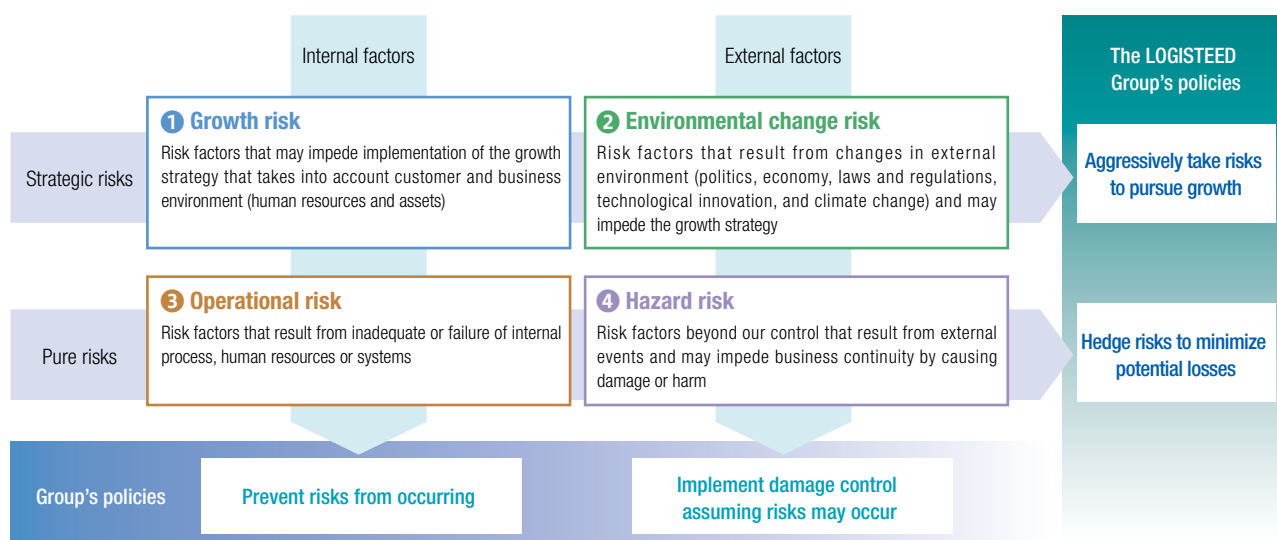 Internal factors
External factors
The LOGISTEED
Group's policies
Strategic risks
❶ Growth risk
Risk factors that may impede implementation of the growth
strategy that takes into account customer and business
environment (human resources and assets)
❷ Environmental change risk
Risk factors that result from changes in external
environment (politics, economy, laws and regulations,
technological innovation, and climate change) and may
impede the growth strategy
Aggressively take risks
to pursue growth
Pure risks
❸ Operational risk
Risk factors that result from inadequate or failure of internal
process, human resources or systems
❹ Hazard risk
Risk factors beyond our control that result from external
events and may impede business continuity by causing
damage or harm
Hedge risks to minimize
potential losses
Group's policies
Prevent risks from occurring
Implement damage control
assuming risks may occur